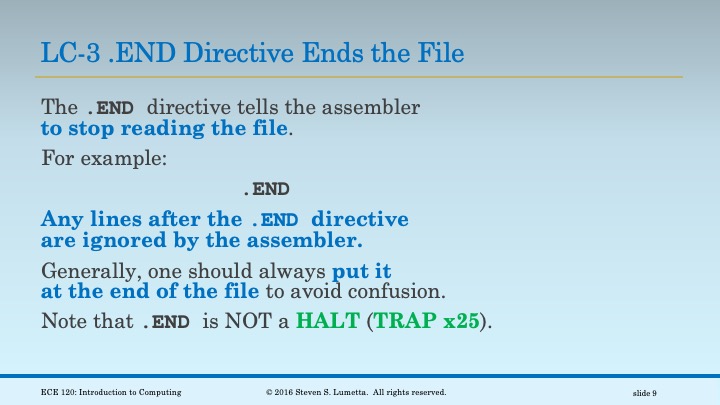 LC-3 .END Directive Ends the File
The .END directive tells the assembler
to stop reading the file.
For example:
.END
Any lines after the .END directive
are ignored by the assembler.
Generally, one should always put it
at the end of the file to avoid confusion.
Note that .END is NOT a HALT (TRAP x25).
ECE 120: Introduction to Computing © 2016 Steven S. Lumetta. All rights reserved. slide 9